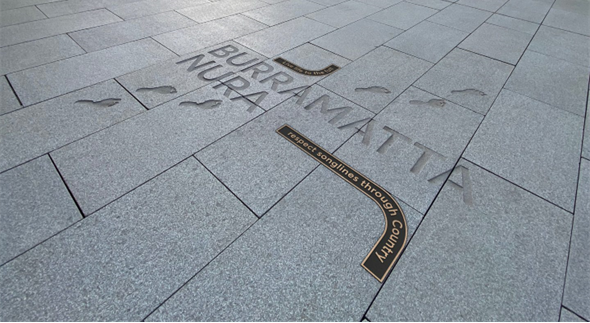 BURRAMATTA
NURA
respect songlines through Country